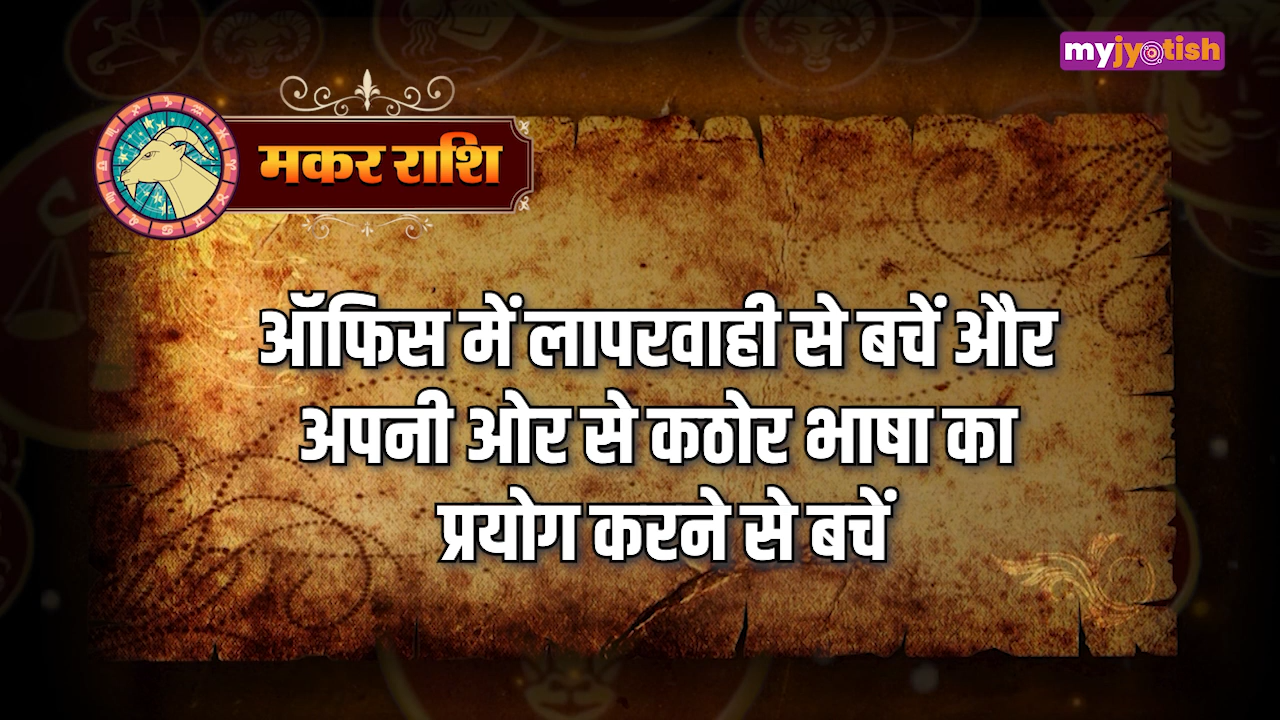 myjyotish
मकर राशि
ऑफिस में लापरवाही से बचें और
अपनी ओर से कठोर भाषा का
प्रयोग करने से बचें